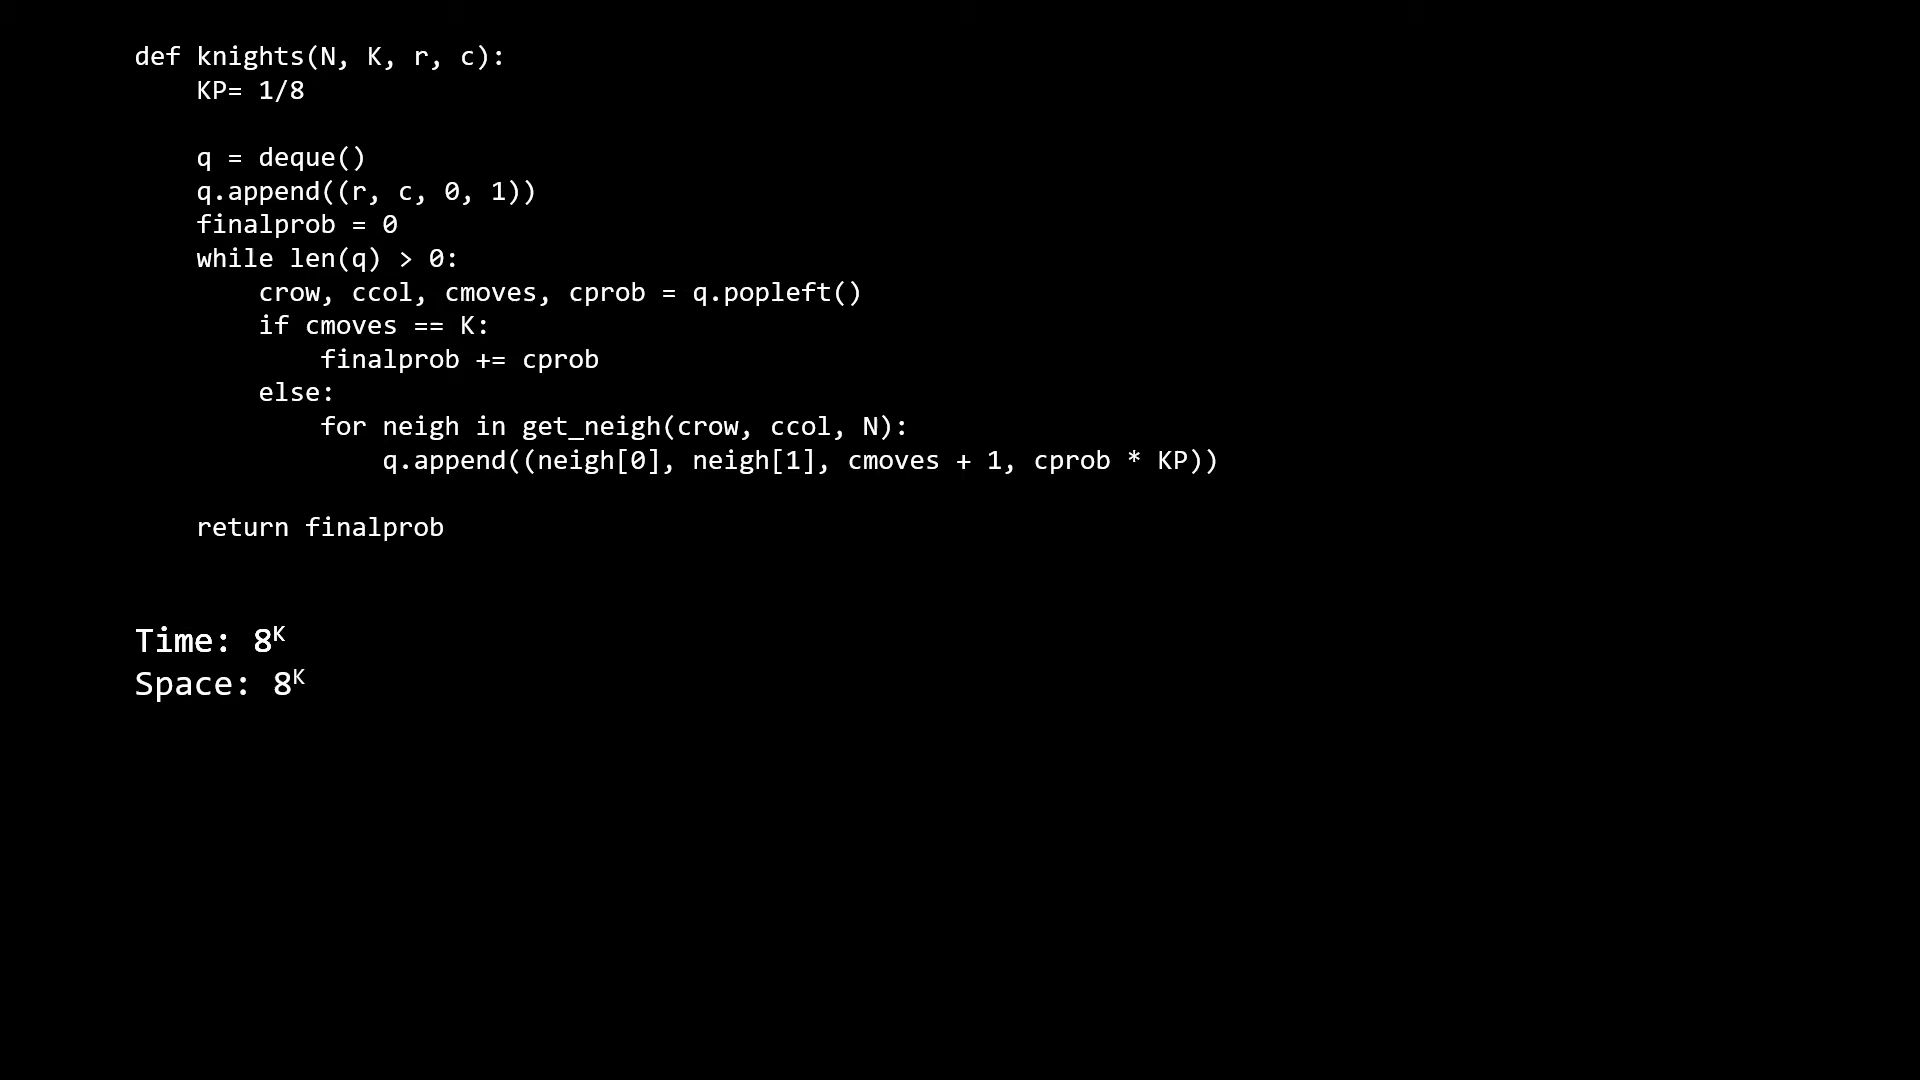 def knights(N, K, r, c):
    KP= 1/8

    q = deque()
    q.append((r, c, 0, 1))
    finalprob = 0
    while len(q) > 0:
        crow, ccol, cmoves, cprob = q.popleft()
        if cmoves == K:
            finalprob += cprob
        else:
            for neigh in get_neigh(crow, ccol, N):
                q.append((neigh[0], neigh[1], cmoves + 1, cprob * KP))

    return finalprob

Time: 8ᴷ
Space: 8ᴷ